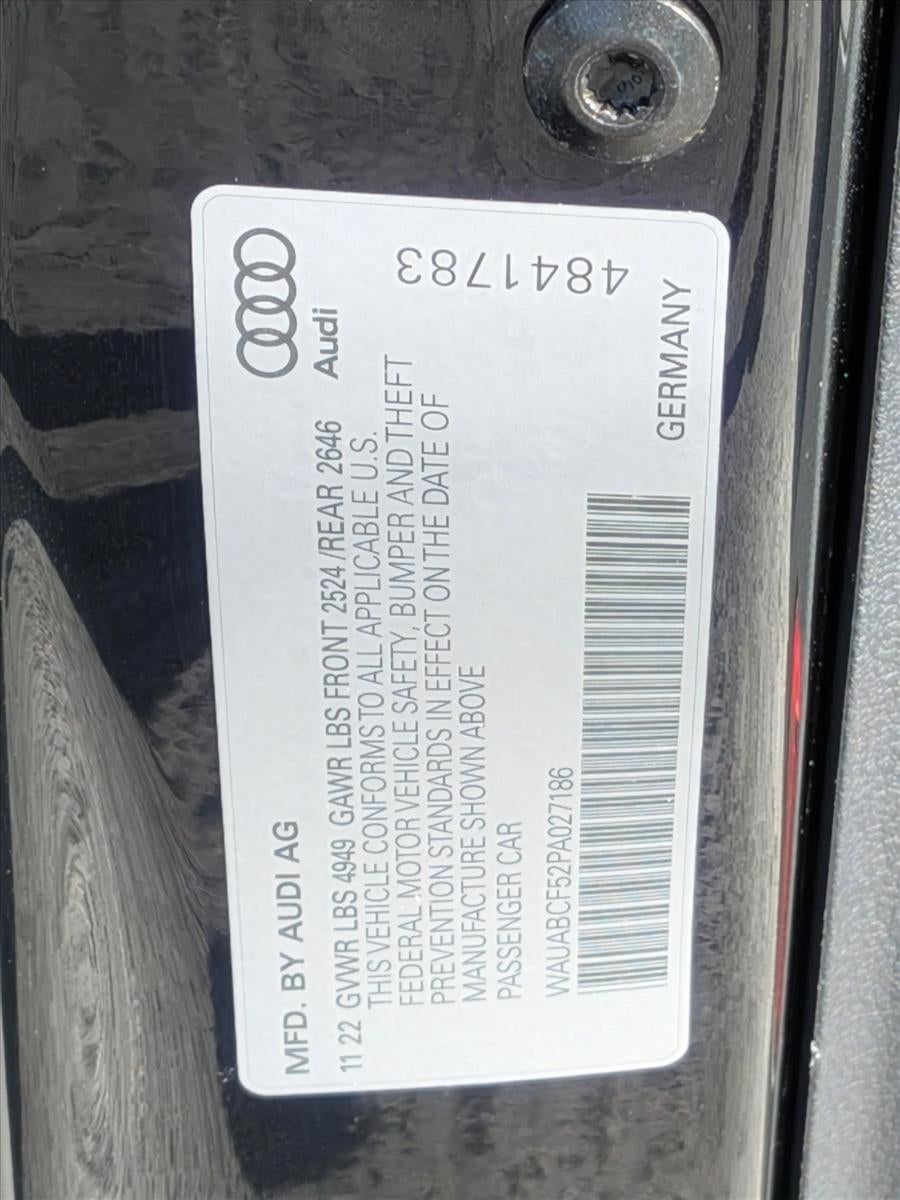 Audi
MFD. BY AUDI AG
11 22 GVWR LBS 4949 GAWR LBS FRONT 2524 /REAR 2646
THIS VEHICLE CONFORMS TO ALL APPLICABLE U.S.
FEDERAL MOTOR VEHICLE SAFETY, BUMPER AND THEFT
PREVENTION STANDARDS IN EFFECT ON THE DATE OF
MANUFACTURE SHOWN ABOVE
PASSENGER CAR
4841783
WAUABCF52PA027186
GERMANY